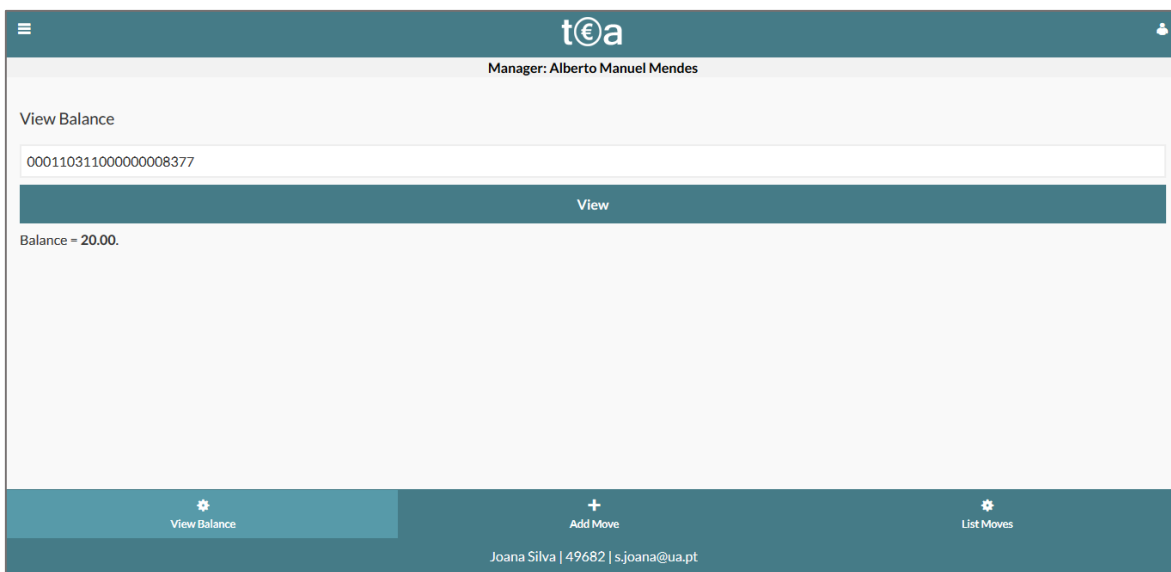 t€a
Manager: Alberto Manuel Mendes
View Balance
000110311000000008377
View
Balance = 20.00.
View Balance
Add Move
List Moves
Joana Silva | 49682 | s.joana@ua.pt